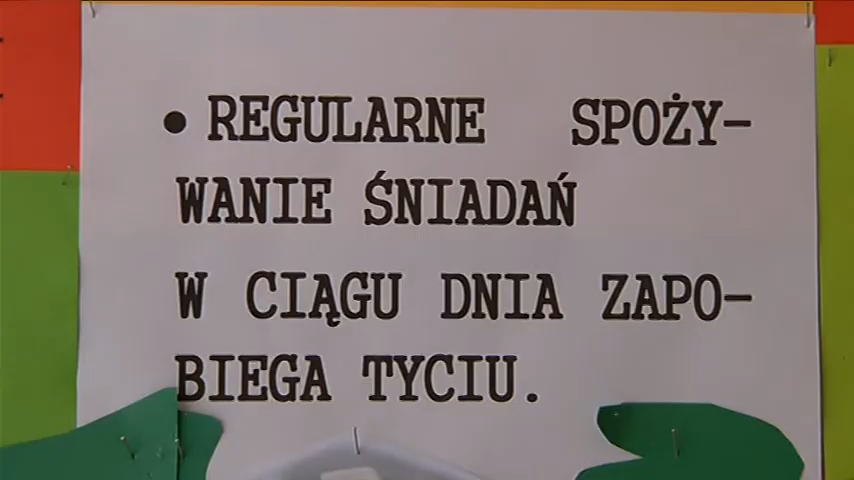 • REGULARNE SPOŻY-
WANIE ŚNIADAŃ
W CIĄGU DNIA ZAPO-
BIEGA TYCIU.